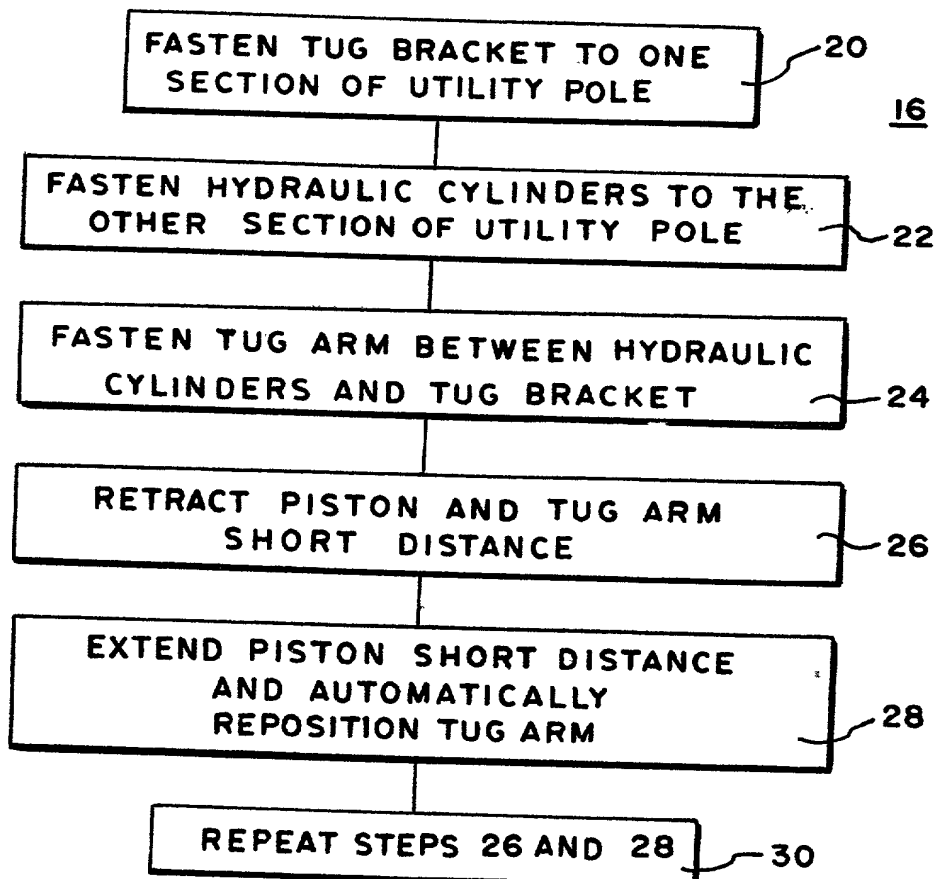 FASTEN TUG BRACKET TO ONE
SECTION OF UTILITY POLE
20
16
FASTEN HYDRAULIC CYLINDERS TO THE
OTHER SECTION OF UTILITY POLE
22
FASTEN TUG ARM BETWEEN HYDRAULIC
CYLINDERS AND TUG BRACKET
24
RETRACT PISTON AND TUG ARM
SHORT DISTANCE
26
EXTEND PISTON SHORT DISTANCE
AND AUTOMATICALLY
REPOSITION TUG ARM
28
REPEAT STEPS 26 AND 28
30